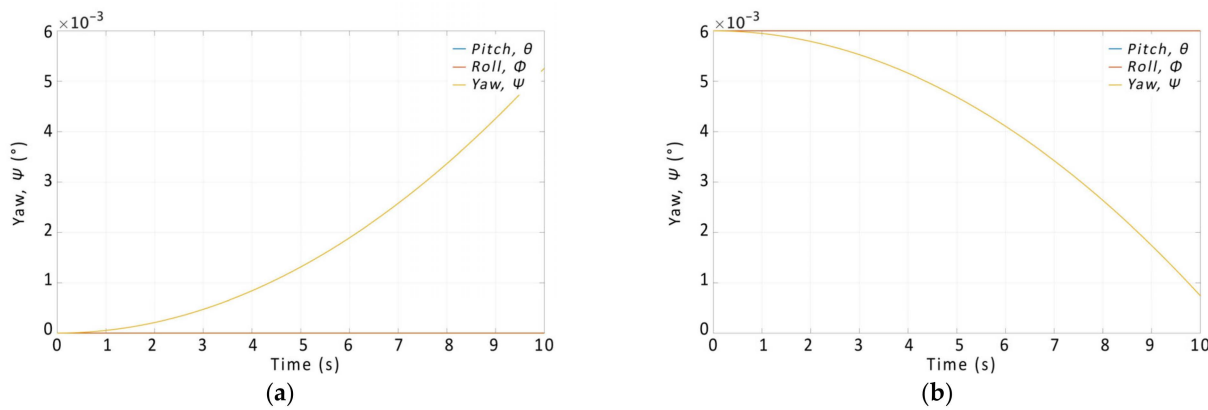 ×10⁻³
6
5
4
3
2
1
0
Yaw, Ψ (°)
Pitch, θ
Roll, Φ
Yaw, Ψ
0 1 2 3 4 5 6 7 8 9 10
Time (s)
(a)
×10⁻³
6
5
4
3
2
1
0
Yaw, Ψ (°)
Pitch, θ
Roll, Φ
Yaw, Ψ
0 1 2 3 4 5 6 7 8 9 10
Time (s)
(b)